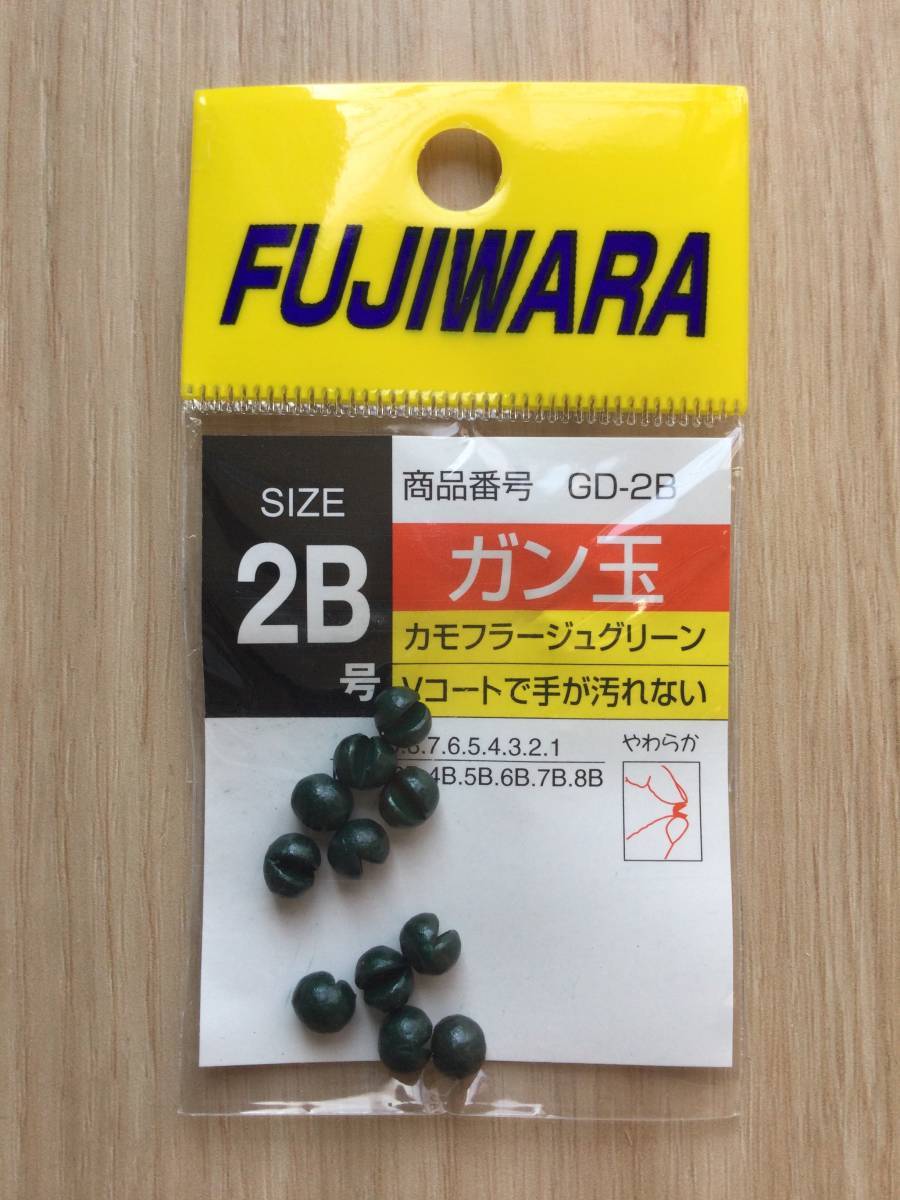 FUJIWARA
SIZE
2B
号
商品番号 GD-2B
ガン玉
カモフラージュグリーン
Vコートで手が汚れない
.7.6.5.4.3.2.1
4B.5B.6B.7B.8B
やわらか